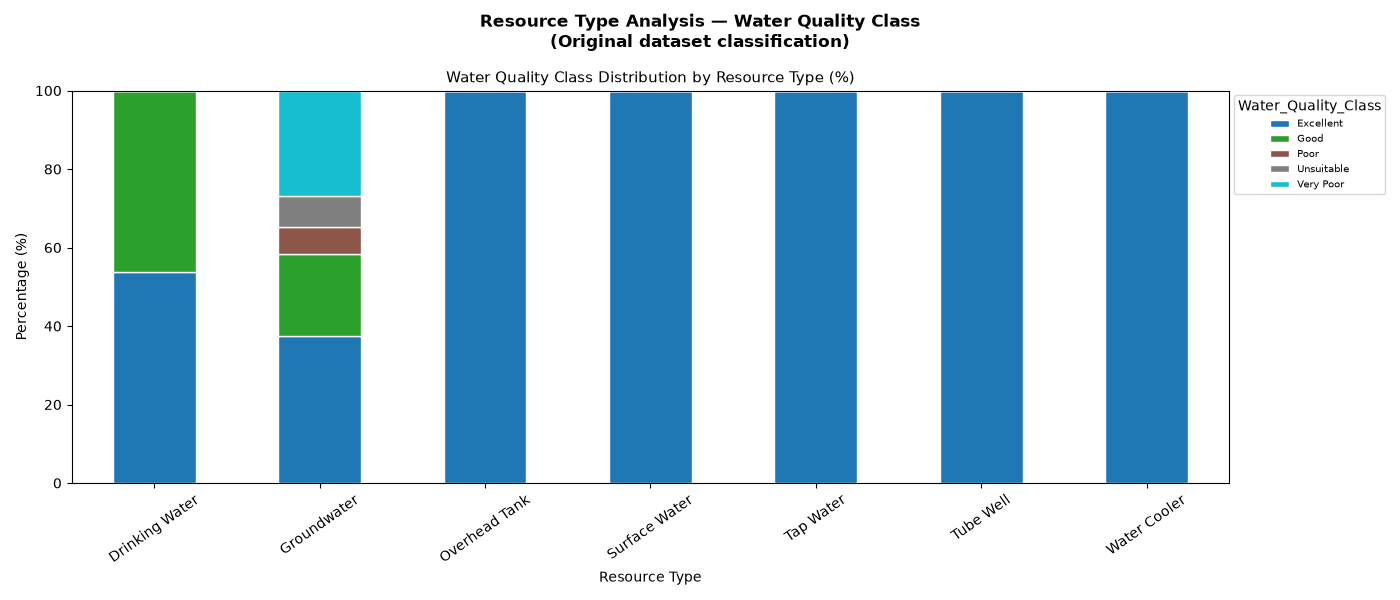 Resource Type Analysis — Water Quality Class
(Original dataset classification)
Water Quality Class Distribution by Resource Type (%)
Percentage (%)
100
80
60
40
20
0
Drinking Water
Groundwater
Overhead Tank
Surface Water
Tap Water
Tube Well
Water Cooler
Resource Type
Water_Quality_Class
Excellent
Good
Poor
Unsuitable
Very Poor